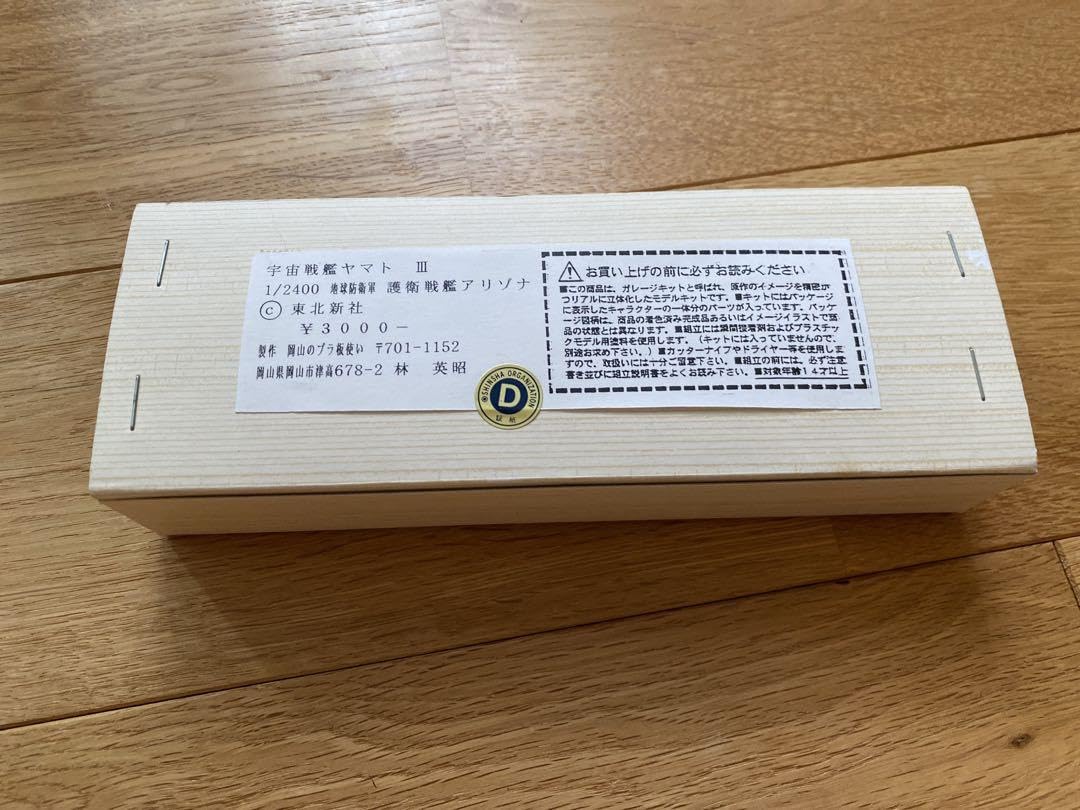 宇宙戦艦ヤマト Ⅲ
1/2400 地球防衛軍 護衛戦艦アリゾナ
Ⓒ 東北新社
￥3000-
製作 岡山のプラ板使い 〒701-1152
岡山県岡山市津高678-2 林 英昭
お買い上げの前に必ずお読みください
■この商品は、ガレージキットと呼ばれ、原作のイメージを精密か
つリアルに立体化したモデルキットです。■キットにはパッケージ
に表示したキャラクターの一体分のパーツが入っています。パッケ
ージ図柄は、商品の着色済み完成品あるいはイメージイラストで商
品の状態とは異なります。■組立には瞬間接着剤およびプラスチッ
クモデル用塗料を使用します。(キットには入っていませんので、
別途お求め下さい。)■カッターナイフやドライヤー等を使用しま
すので、取扱いには十分ご留意下さい。■組立の前には、必ず注意
書き並びに組立説明書をよくお読み下さい。■対象年齢14才以上
SHINSHA ORGANIZATION
D
証紙